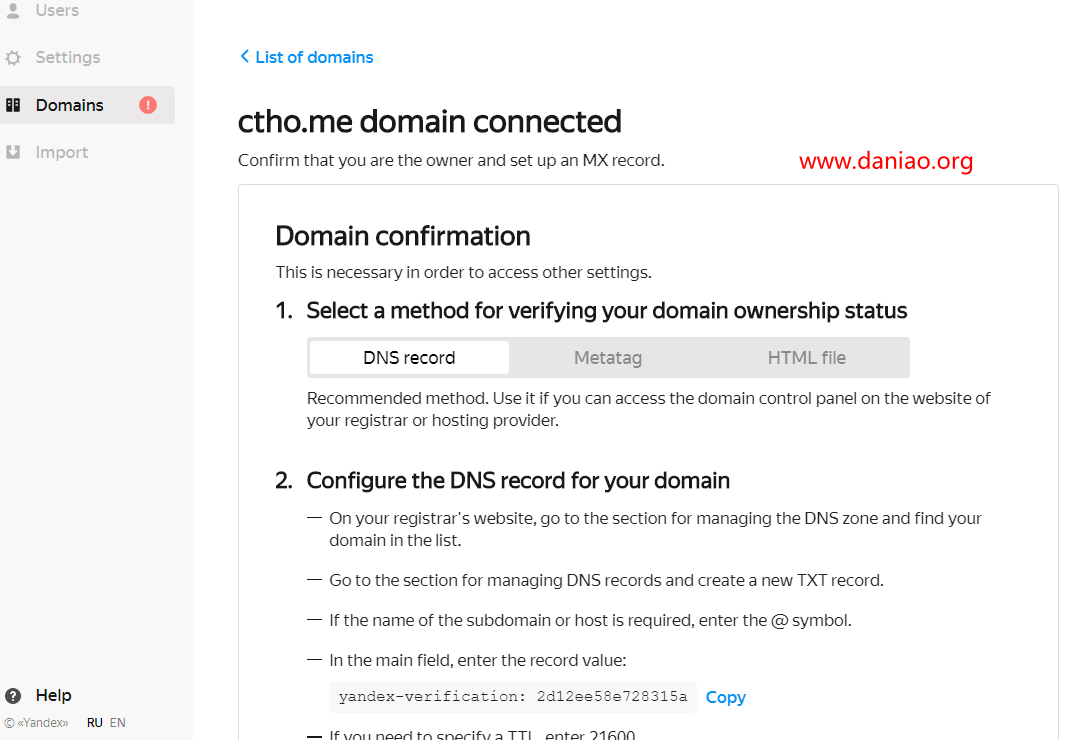 Users
Settings
Domains !
Import
Help
© «Yandex» RU EN
List of domains
ctho.me domain connected
Confirm that you are the owner and set up an MX record.
www.daniao.org
Domain confirmation
This is necessary in order to access other settings.
1. Select a method for verifying your domain ownership status
DNS record Metatag HTML file
Recommended method. Use it if you can access the domain control panel on the website of
your registrar or hosting provider.
2. Configure the DNS record for your domain
— On your registrar's website, go to the section for managing the DNS zone and find your
domain in the list.
— Go to the section for managing DNS records and create a new TXT record.
— If the name of the subdomain or host is required, enter the @ symbol.
— In the main field, enter the record value:
yandex-verification: 2d12ee58e728315a Copy
— If you need to specify a TTL, enter 21600.